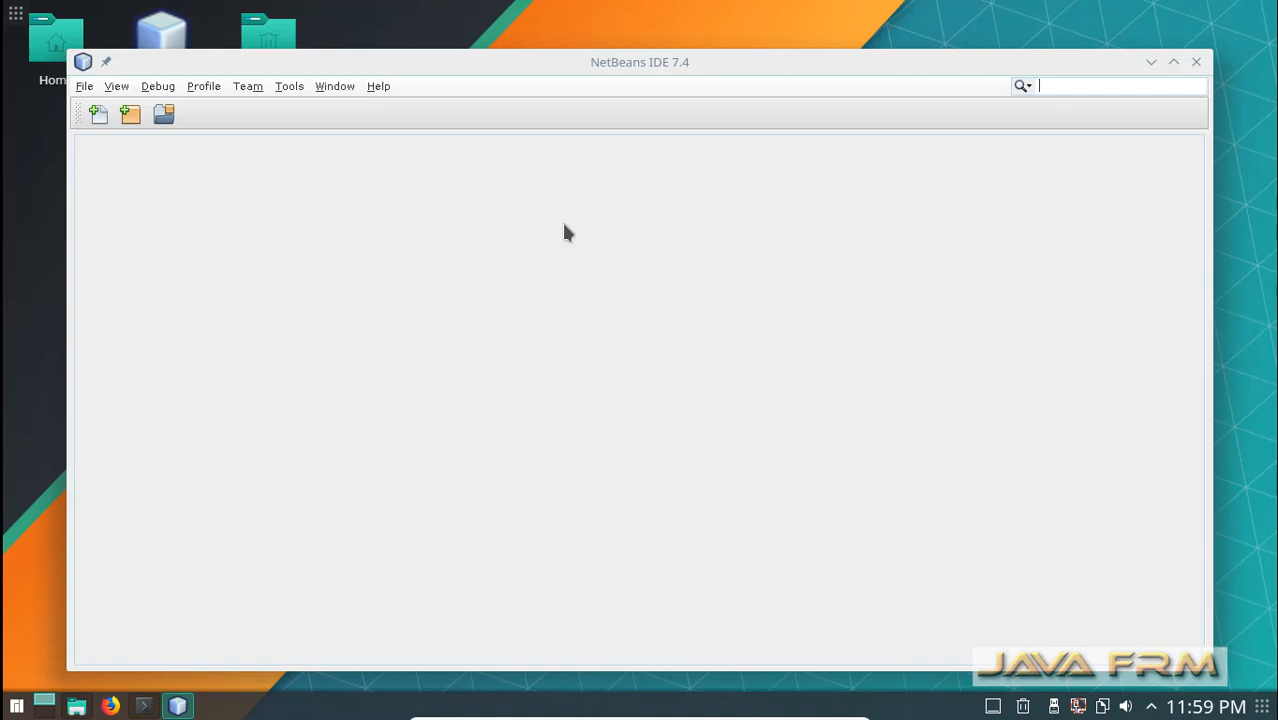 Hom
NetBeans IDE 7.4
File View Debug Profile Team Tools Window Help
JAVA FRM
11:59 PM